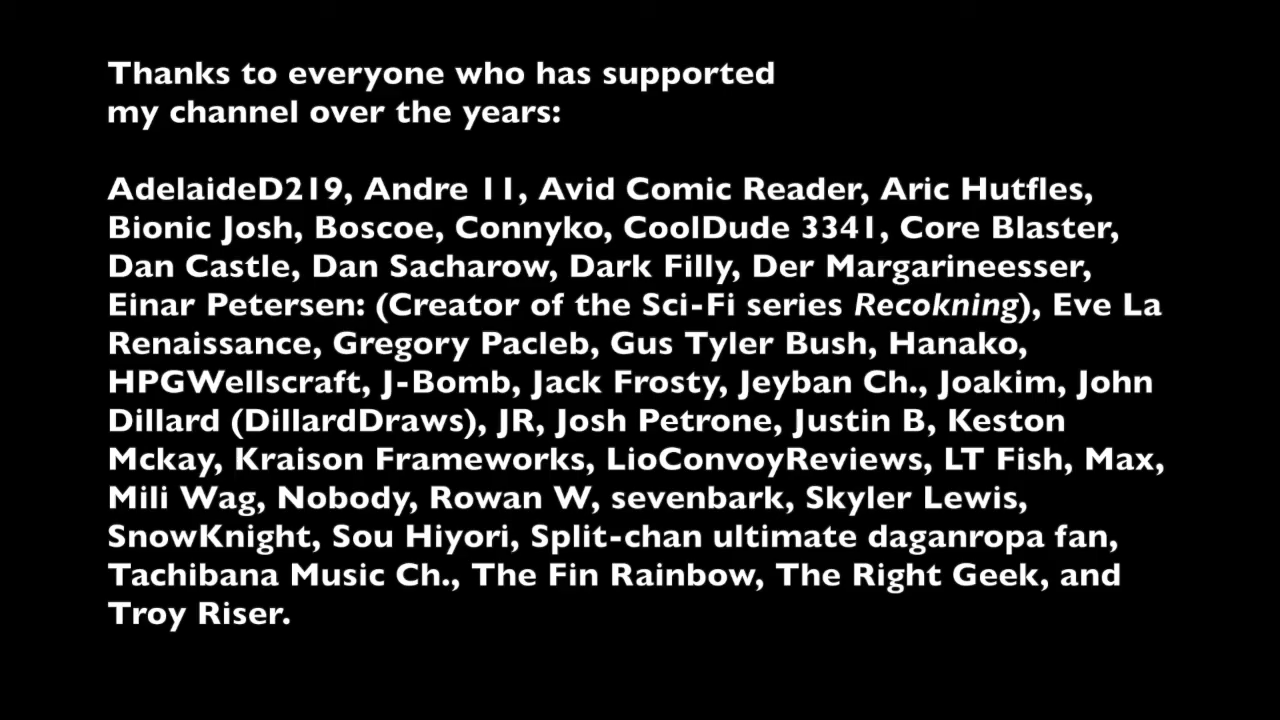 Thanks to everyone who has supported
my channel over the years:
AdelaideD219, Andre 11, Avid Comic Reader, Aric Hutfles,
Bionic Josh, Boscoe, Connyko, CoolDude 3341, Core Blaster,
Dan Castle, Dan Sacharow, Dark Filly, Der Margarineesser,
Einar Petersen: (Creator of the Sci-Fi series Recokning), Eve La
Renaissance, Gregory Pacleb, Gus Tyler Bush, Hanako,
HPGWellscraft, J-Bomb, Jack Frosty, Jeyban Ch., Joakim, John
Dillard (DillardDraws), JR, Josh Petrone, Justin B, Keston
Mckay, Kraison Frameworks, LioConvoyReviews, LT Fish, Max,
Mili Wag, Nobody, Rowan W, sevenbark, Skyler Lewis,
SnowKnight, Sou Hiyori, Split-chan ultimate daganropa fan,
Tachibana Music Ch., The Fin Rainbow, The Right Geek, and
Troy Riser.